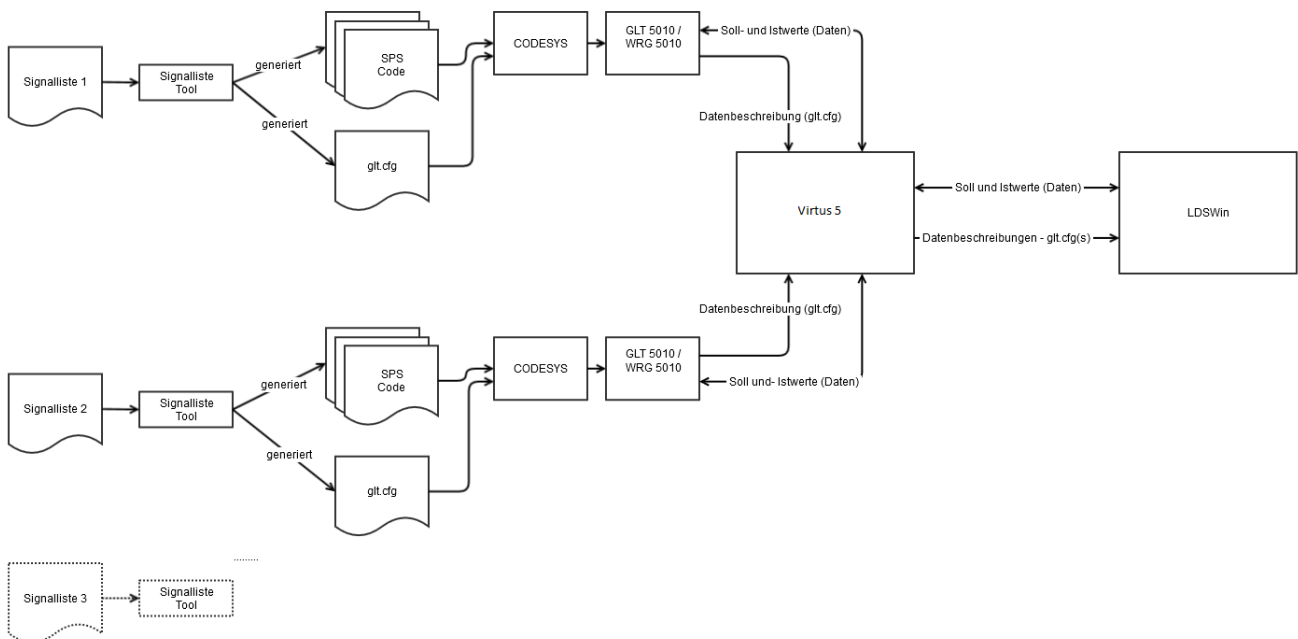 Signalliste 1
Signalliste
Tool
generiert
generiert
SPS
Code
glt.cfg
CODESYS
GLT 5010 /
WRG 5010
Soll- und Istwerte (Daten)
Datenbeschreibung (glt.cfg)
Virtus 5
Soll und Istwerte (Daten)
Datenbeschreibungen - glt.cfg(s)
LDSWin
Datenbeschreibung (glt.cfg)
Signalliste 2
Signalliste
Tool
generiert
generiert
SPS
Code
glt.cfg
CODESYS
GLT 5010 /
WRG 5010
Soll und- Istwerte (Daten)
Signalliste 3
Signalliste
Tool
.........